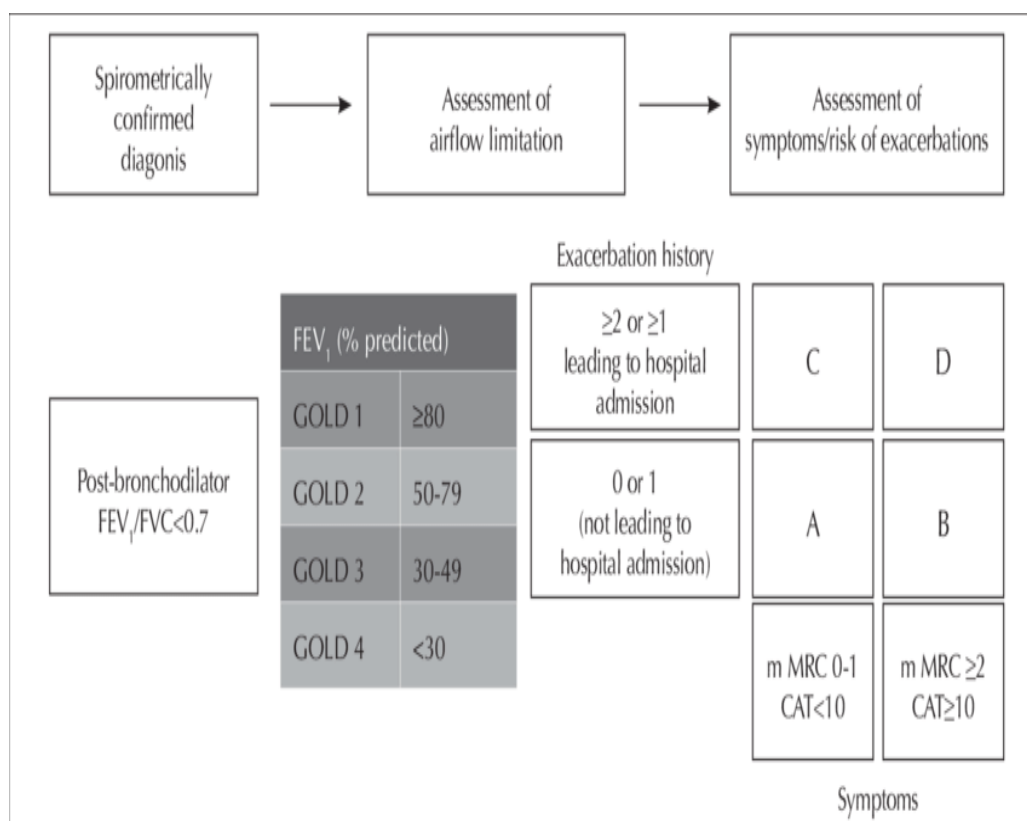 Spirometrically
confirmed
diagonis
Assessment of
airflow limitation
Assessment of
symptoms/risk of exacerbations
Exacerbation history
Post-bronchodilator
FEV₁/FVC<0.7
FEV₁ (% predicted)
GOLD 1 ≥80
GOLD 2 50-79
GOLD 3 30-49
GOLD 4 <30
≥2 or ≥1
leading to hospital
admission
C D
0 or 1
(not leading to
hospital admission)
A B
m MRC 0-1
CAT<10
m MRC ≥2
CAT≥10
Symptoms